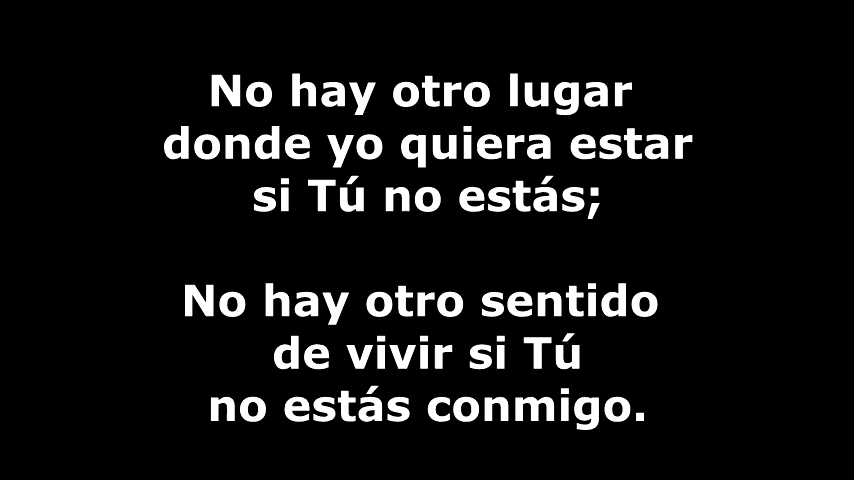 No hay otro lugar
donde yo quiera estar
si Tú no estás;
No hay otro sentido
de vivir si Tú
no estás conmigo.